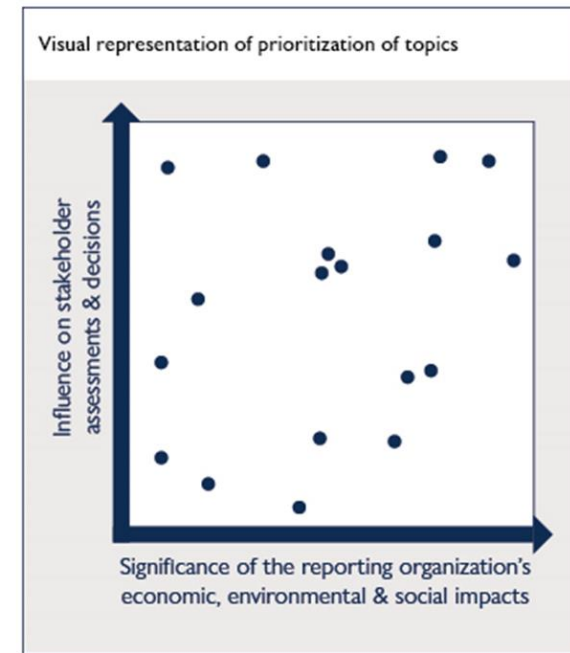 Visual representation of prioritization of topics
Influence on stakeholder
assessments & decisions
Significance of the reporting organization's
economic, environmental & social impacts